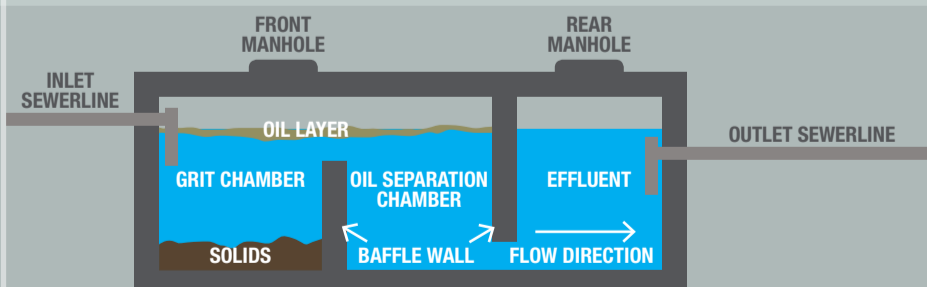 FRONT
MANHOLE
REAR
MANHOLE
INLET
SEWERLINE
OIL LAYER
OUTLET SEWERLINE
GRIT CHAMBER
OIL SEPARATION
CHAMBER
EFFLUENT
SOLIDS
BAFFLE WALL
FLOW DIRECTION